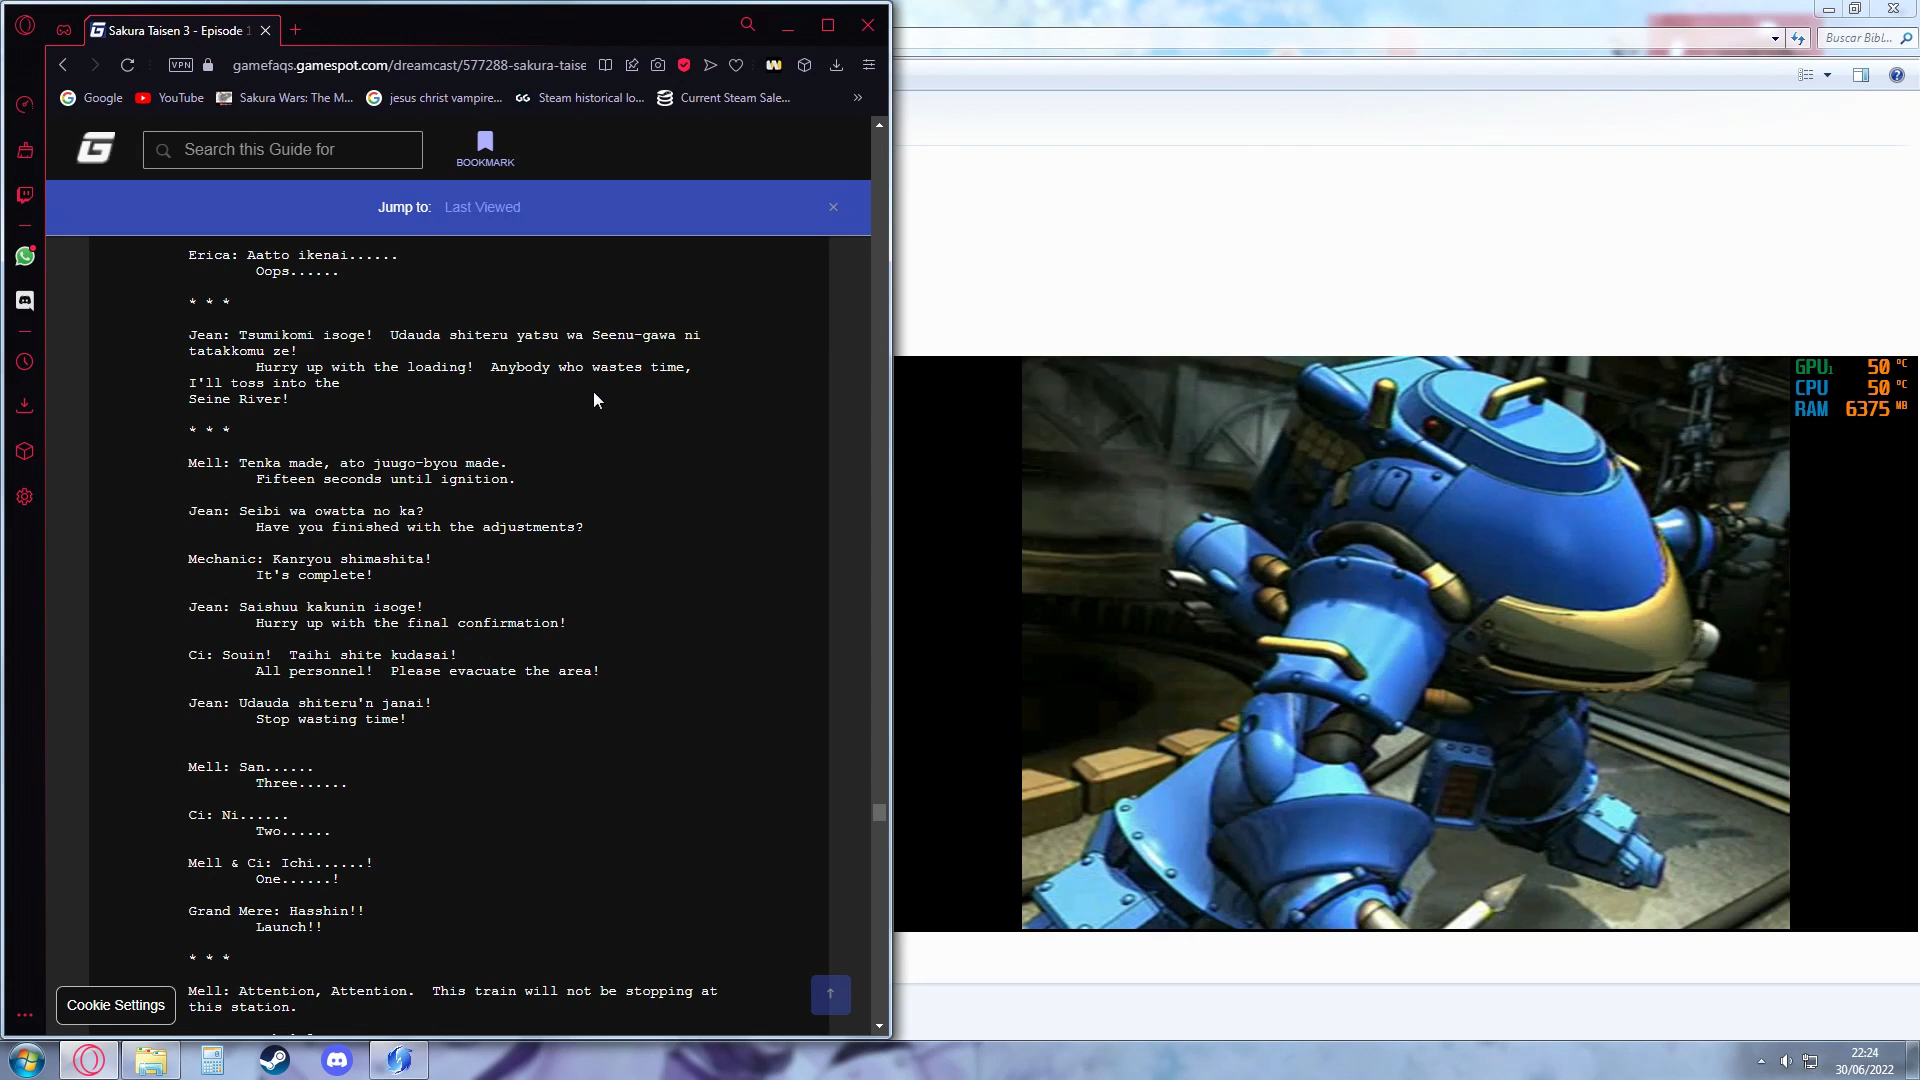 Sakura Taisen 3 - Episode 1
VPN
gamefaqs.gamespot.com/dreamcast/577288-sakura-taise
Google
YouTube
Sakura Wars: The M...
jesus christ vampire...
Steam historical lo...
Current Steam Sale...
»
Search this Guide for
BOOKMARK
Jump to: Last Viewed
Erica: Aatto ikenai......
Oops......
* * *
Jean: Tsumikomi isoge!  Udauda shiteru yatsu wa Seenu-gawa ni
tatakkomu ze!
Hurry up with the loading!  Anybody who wastes time,
I'll toss into the
Seine River!
* * *
Mell: Tenka made, ato juugo-byou made.
Fifteen seconds until ignition.
Jean: Seibi wa owatta no ka?
Have you finished with the adjustments?
Mechanic: Kanryou shimashita!
It's complete!
Jean: Saishuu kakunin isoge!
Hurry up with the final confirmation!
Ci: Souin!  Taihi shite kudasai!
All personnel!  Please evacuate the area!
Jean: Udauda shiteru'n janai!
Stop wasting time!
Mell: San......
Three......
Ci: Ni......
Two......
Mell & Ci: Ichi......!
One......!
Grand Mere: Hasshin!!
Launch!!
* * *
Mell: Attention, Attention.  This train will not be stopping at
this station.
Cookie Settings
Buscar Bibl...
GPU1 50 °C
CPU 50 °C
RAM 6375 MB
22:24
30/06/2022